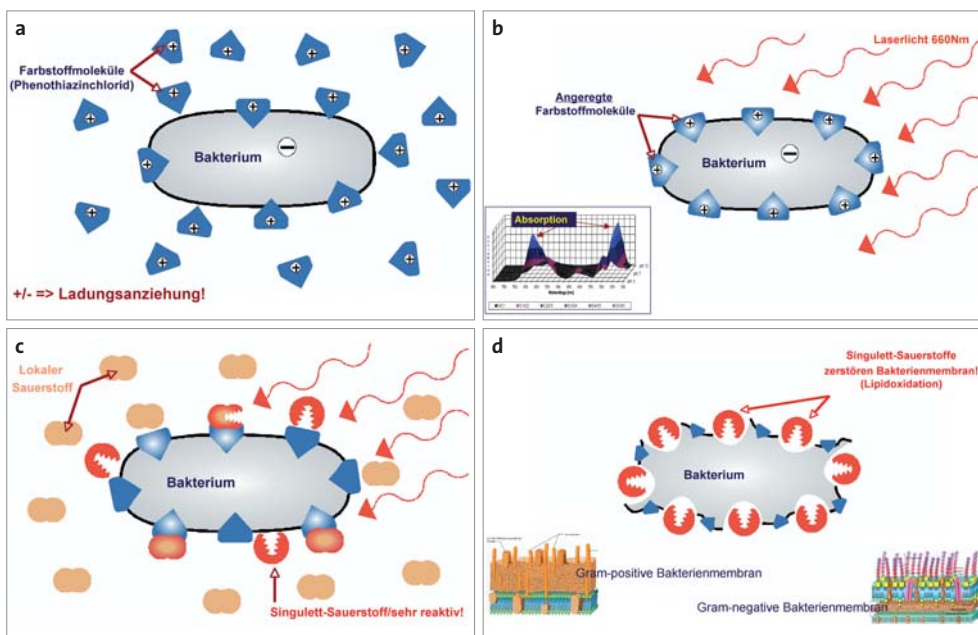 a
Farbstoffmoleküle
(Phenothiazinchlorid)
Bakterium
+/- => Ladungsanziehung!
b
Laserlicht 660Nm
Angeregte
Farbstoffmoleküle
Bakterium
Absorption
c
Lokaler
Sauerstoff
Bakterium
Singulett-Sauerstoff/sehr reaktiv!
d
Singulett-Sauerstoffe
zerstören Bakterienmembran!
(Lipidoxidation)
Bakterium
Gram-positive Bakterienmembran
Gram-negative Bakterienmembran